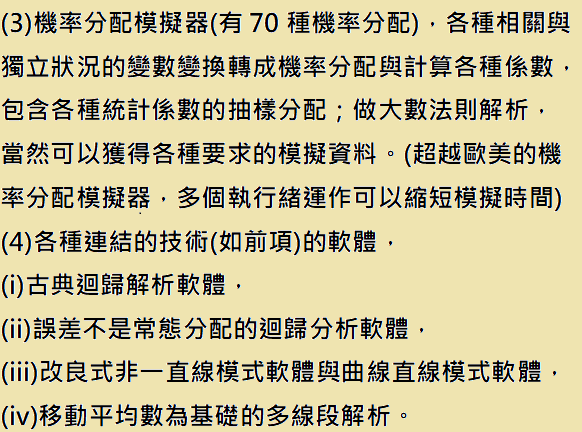 (3)機率分配模擬器(有 70 種機率分配)，各種相關與
獨立狀況的變數變換轉成機率分配與計算各種係數，
包含各種統計係數的抽樣分配；做大數法則解析，
當然可以獲得各種要求的模擬資料。(超越歐美的機
率分配模擬器，多個執行緒運作可以縮短模擬時間)
(4)各種連結的技術(如前項)的軟體，
(i)古典迴歸解析軟體，
(ii)誤差不是常態分配的迴歸分析軟體，
(iii)改良式非一直線模式軟體與曲線直線模式軟體，
(iv)移動平均數為基礎的多線段解析。